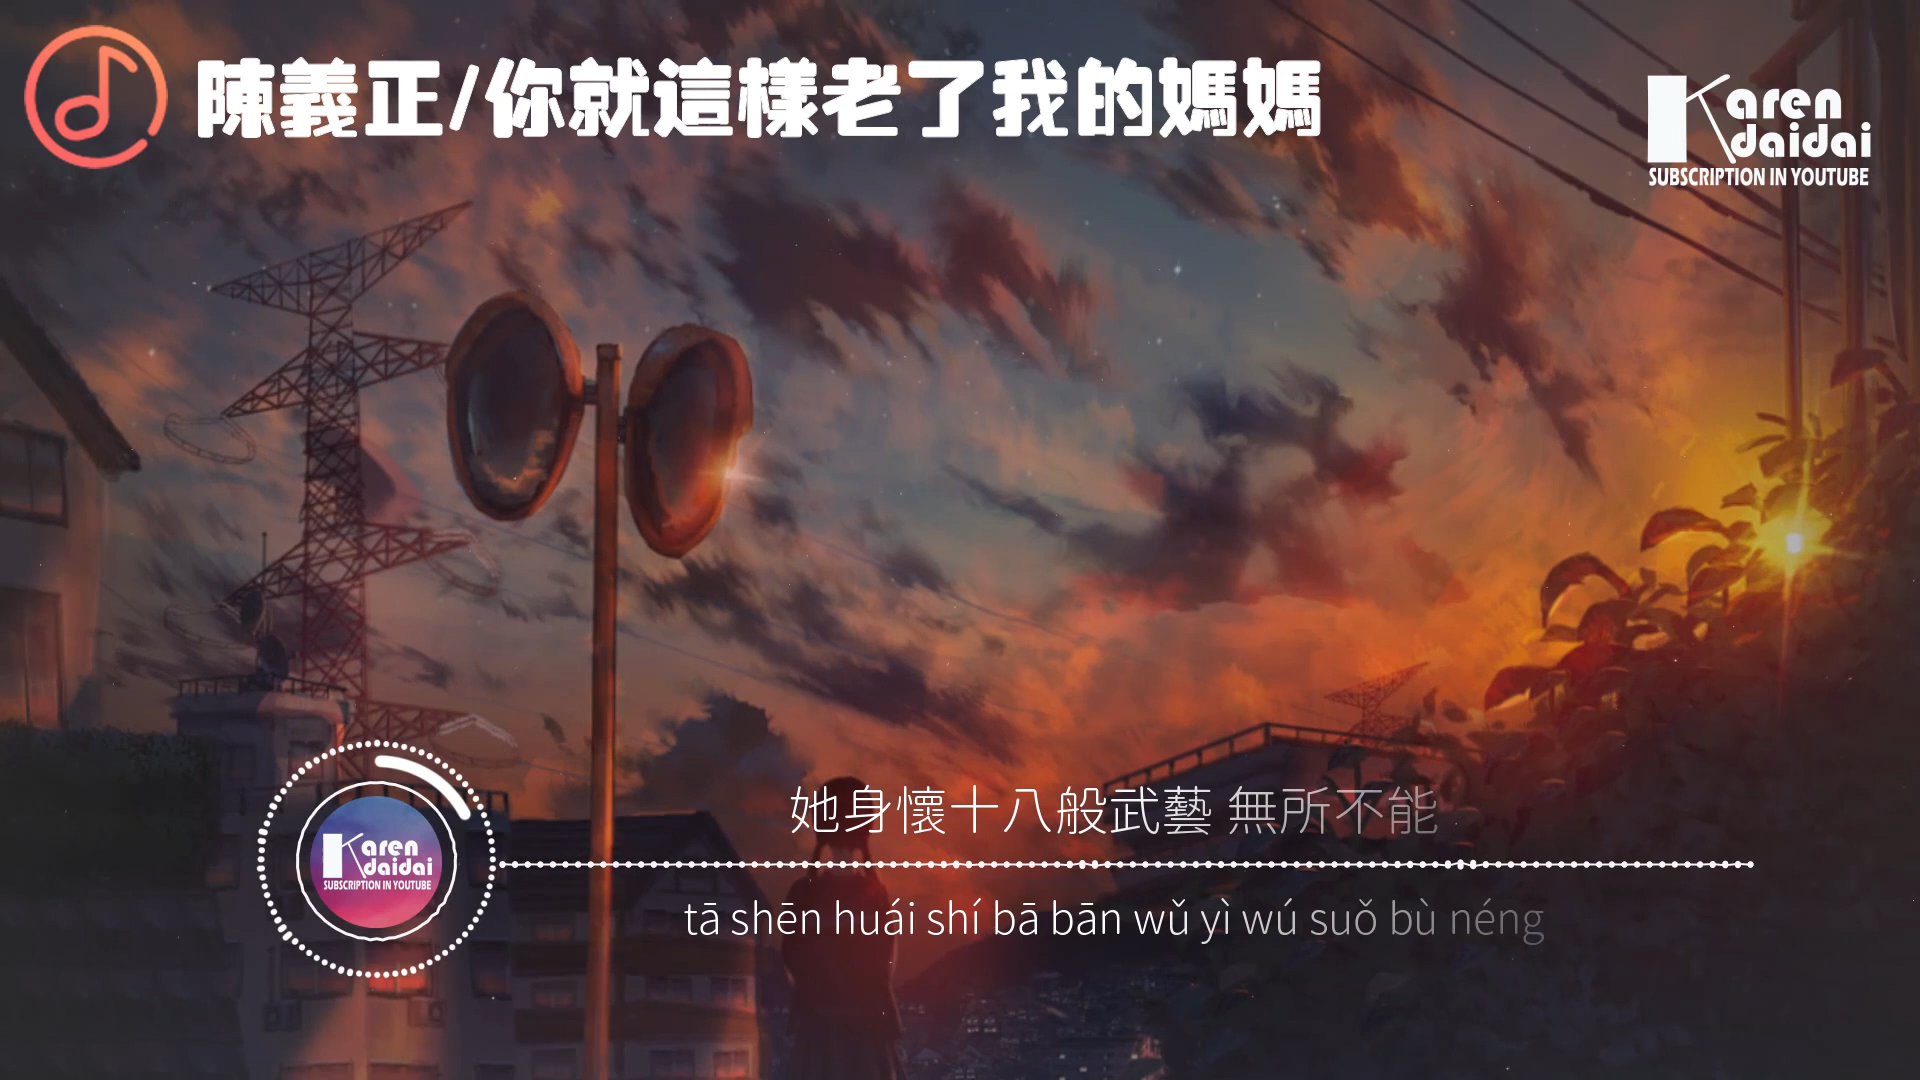 陳義正/你就這樣老了我的媽媽
Karen
daidai
SUBSCRIPTION IN YOUTUBE
她身懷十八般武藝 無所不能
Karen
daidai
SUBSCRIPTION IN YOUTUBE
tā shēn huái shí bā bān wǔ yì wú suǒ bù néng